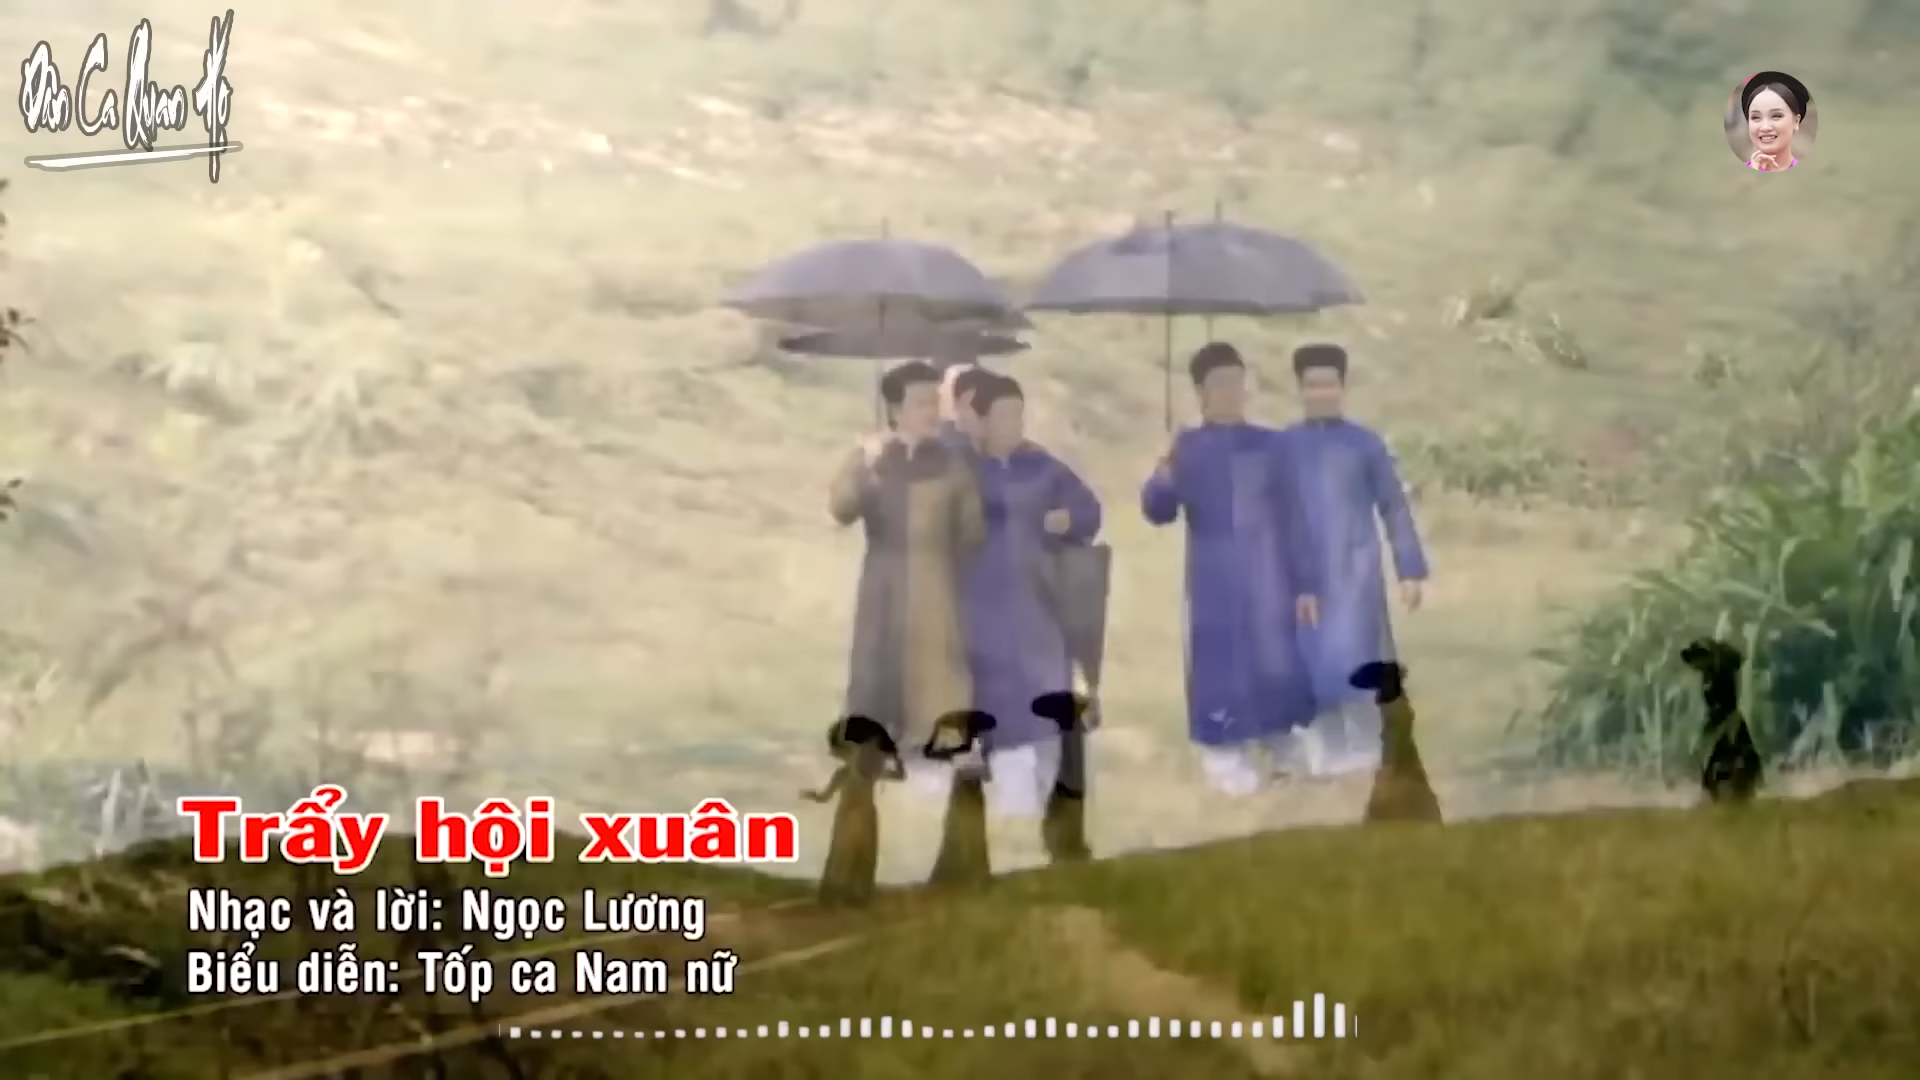 Dân Ca Quan Họ
Trẩy hội xuân
Nhạc và lời: Ngọc Lương
Biểu diễn: Tốp ca Nam nữ